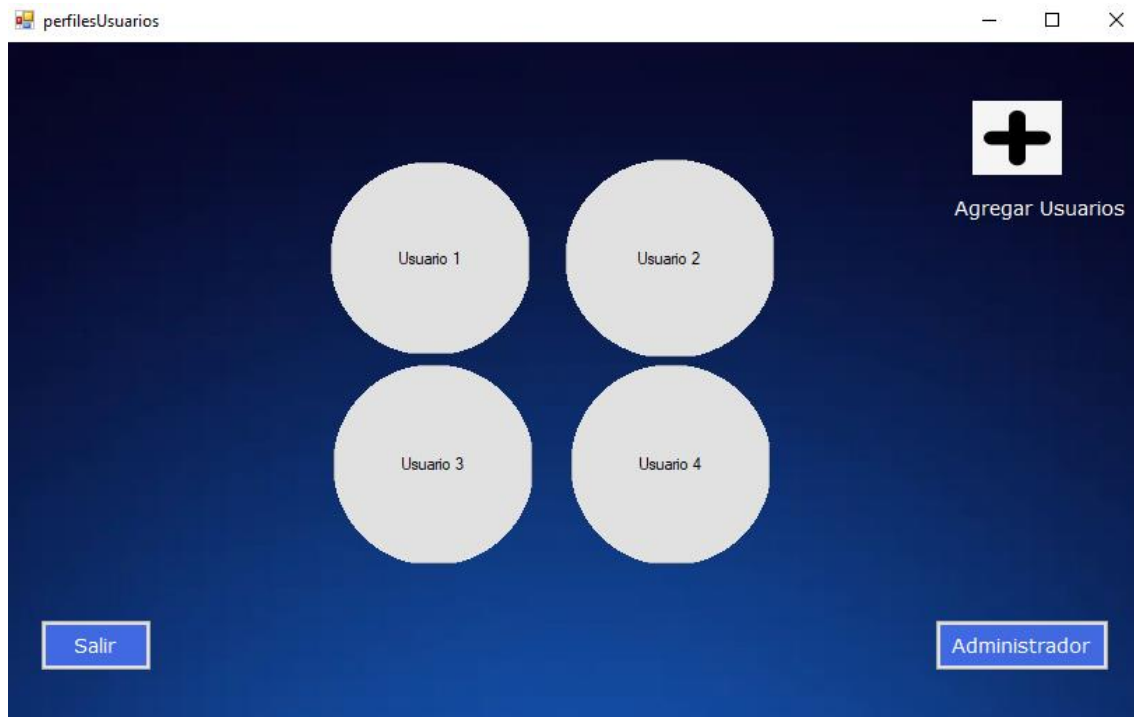 perfilesUsuarios
Agregar Usuarios
Usuario 1
Usuario 2
Usuario 3
Usuario 4
Salir
Administrador